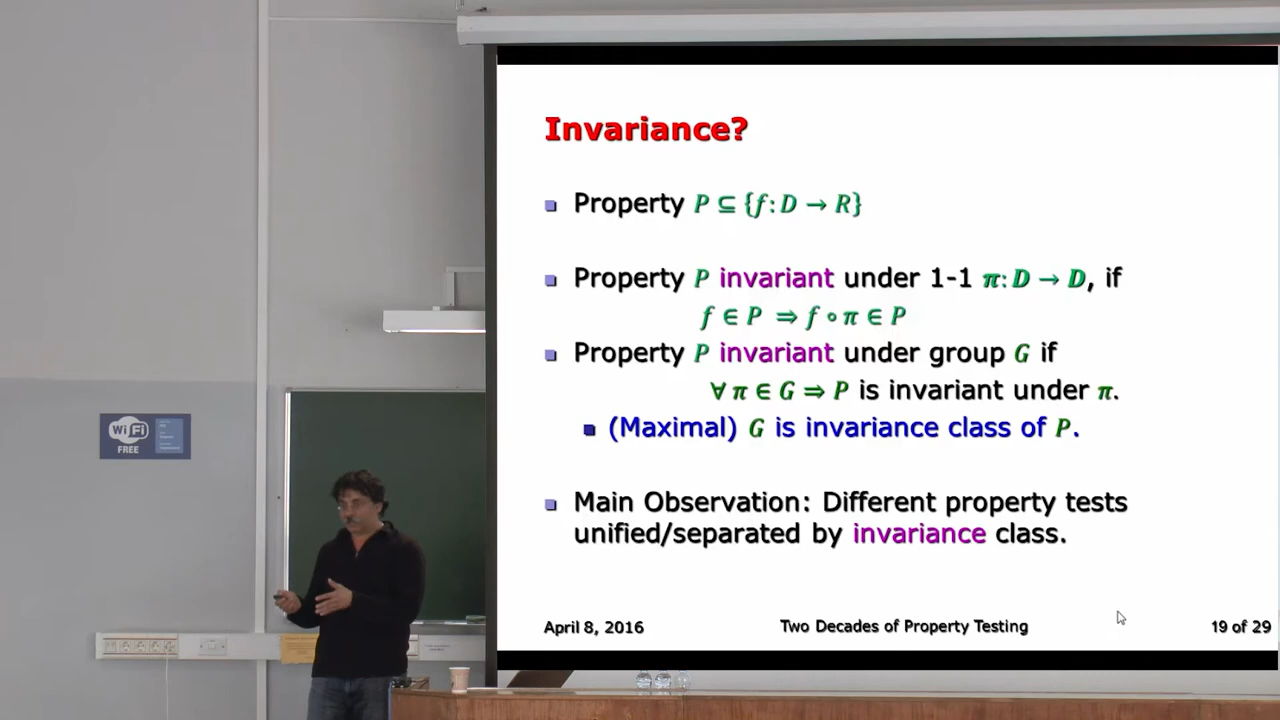 Invariance?
Property P ⊆ {f: D → R}
Property P invariant under 1-1 π: D → D, if
f ∈ P ⇒ f ∘ π ∈ P
Property P invariant under group G if
∀ π ∈ G ⇒ P is invariant under π.
(Maximal) G is invariance class of P.
Main Observation: Different property tests
unified/separated by invariance class.
April 8, 2016 Two Decades of Property Testing 19 of 29
WiFi
FREE